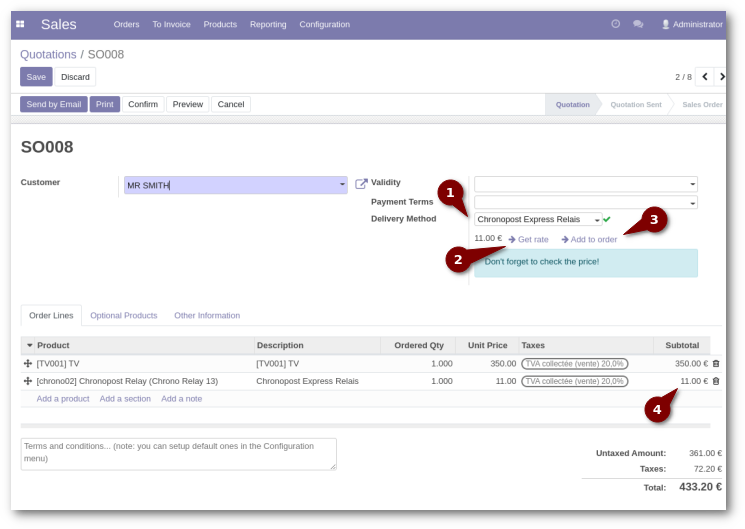 Sales Orders To Invoice Products Reporting Configuration Administrator
Quotations / SO008
Save Discard 2 / 8
Send by Email Print Confirm Preview Cancel Quotation Quotation Sent Sales Order
SO008
Customer MR SMITH Validity
1
Payment Terms
Delivery Method Chronopost Express Relais 3
11.00 € Get rate Add to order
2 Don't forget to check the price!
Order Lines Optional Products Other Information
Product Description Ordered Qty Unit Price Taxes Subtotal
[TV001] TV [TV001] TV 1.000 350.00 TVA collectée (vente) 20,0% 350.00 €
[chrono02] Chronopost Relay (Chrono Relay 13) Chronopost Express Relais 1.000 11.00 TVA collectée (vente) 20,0% 11.00 €
Add a product Add a section Add a note
4
Terms and conditions... (note: you can setup default ones in the Configuration
menu)
Untaxed Amount: 361.00 €
Taxes: 72.20 €
Total: 433.20 €